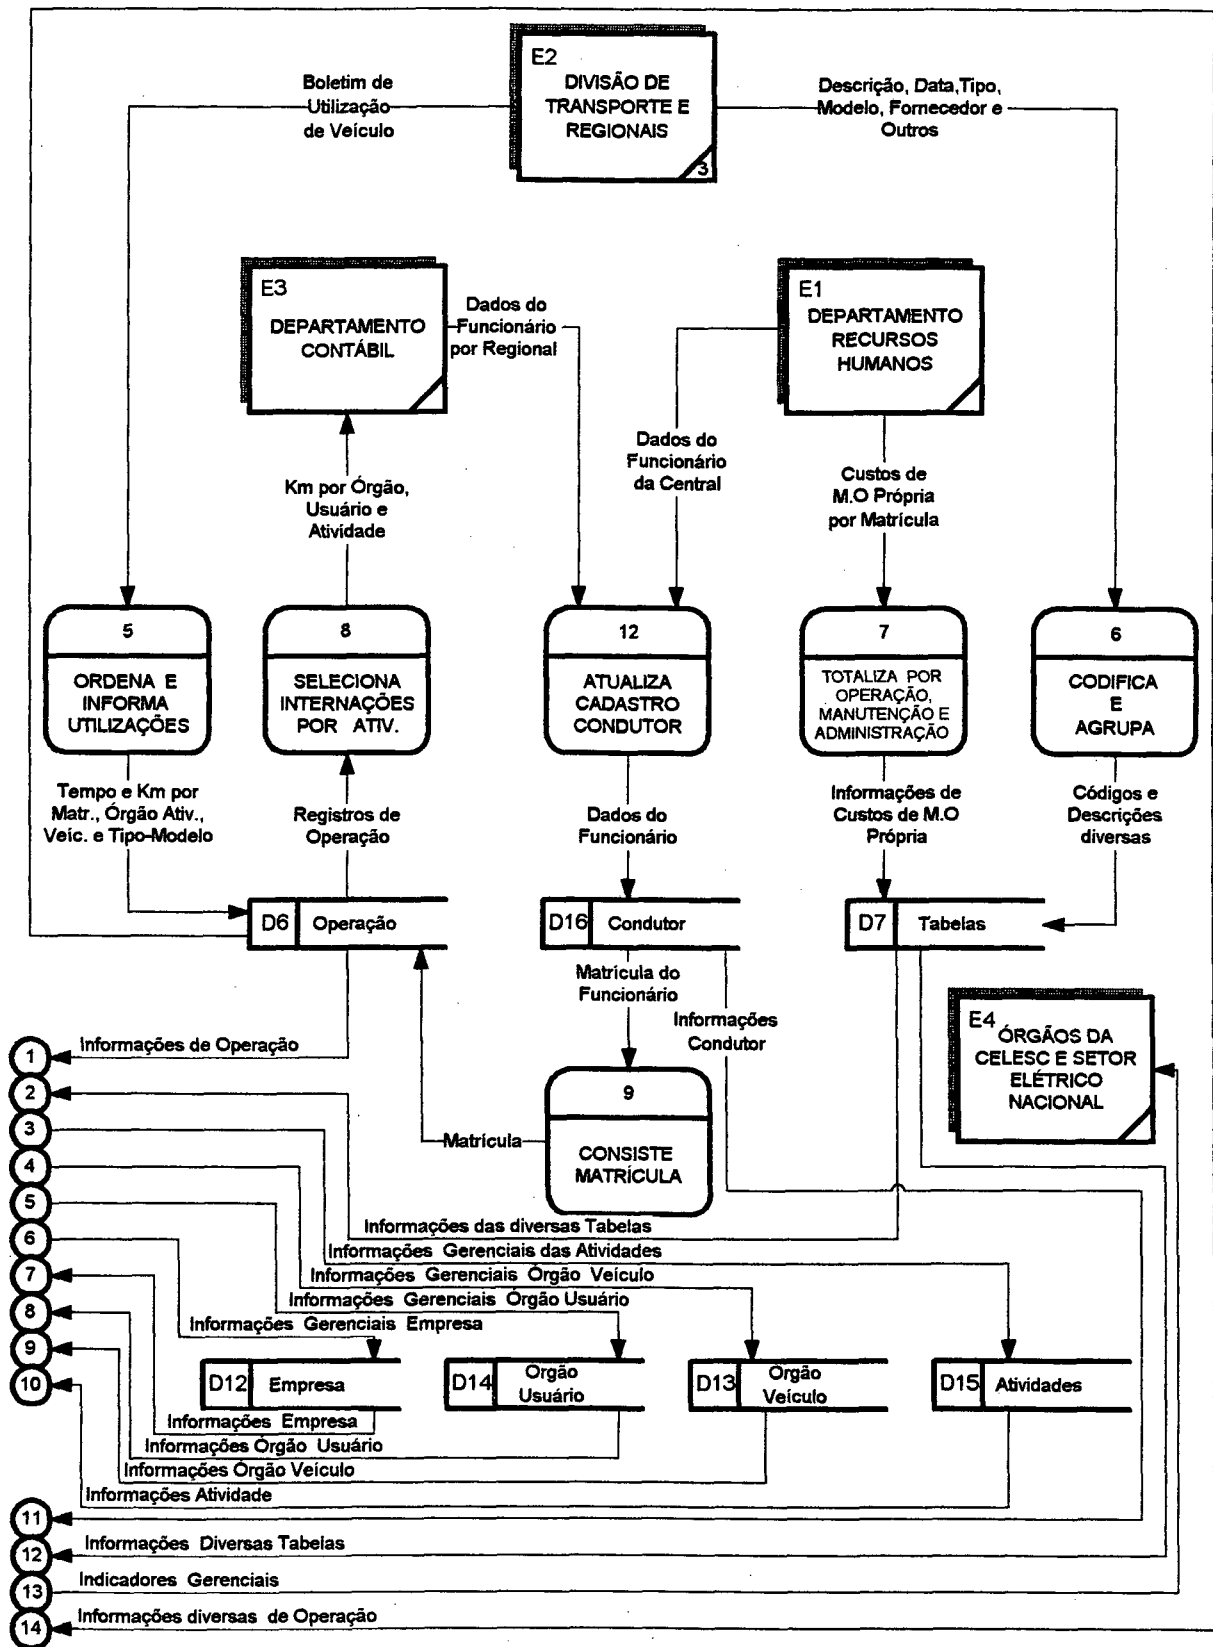 E2
DIVISÃO DE
TRANSPORTE E
REGIONAIS
3
Boletim de
Utilização
de Veículo
Descrição, Data,Tipo,
Modelo, Fornecedor e
Outros
E3
DEPARTAMENTO
CONTÁBIL
Dados do
Funcionário
por Regional
E1
DEPARTAMENTO
RECURSOS
HUMANOS
Km por Órgão,
Usuário e
Atividade
Dados do
Funcionário
da Central
Custos de
M.O Própria
por Matrícula
5
ORDENA E
INFORMA
UTILIZAÇÕES
8
SELECIONA
INTERNAÇÕES
POR ATIV.
12
ATUALIZA
CADASTRO
CONDUTOR
7
TOTALIZA POR
OPERAÇÃO,
MANUTENÇÃO E
ADMINISTRAÇÃO
6
CODIFICA
E
AGRUPA
Tempo e Km por
Matr., Órgão Ativ.,
Veíc. e Tipo-Modelo
Registros de
Operação
Dados do
Funcionário
Informações de
Custos de M.O
Própria
Códigos e
Descrições
diversas
D6 Operação
D16 Condutor
D7 Tabelas
Matrícula do
Funcionário
Informações
Condutor
E4
ÓRGÃOS DA
CELESC E SETOR
ELÉTRICO
NACIONAL
9
CONSISTE
MATRÍCULA
Matrícula
1 Informações de Operação
2
3
4
5
6
7
8
9
10
Informações das diversas Tabelas
Informações Gerenciais das Atividades
Informações Gerenciais Órgão Veículo
Informações Gerenciais Órgão Usuário
Informações Gerenciais Empresa
D12 Empresa
D14 Orgão
Usuário
D13 Orgão
Veículo
D15 Atividades
Informações Empresa
Informações Órgão Usuário
Informações Órgão Veículo
Informações Atividade
11
12 Informações Diversas Tabelas
13 Indicadores Gerenciais
14 Informações diversas de Operação